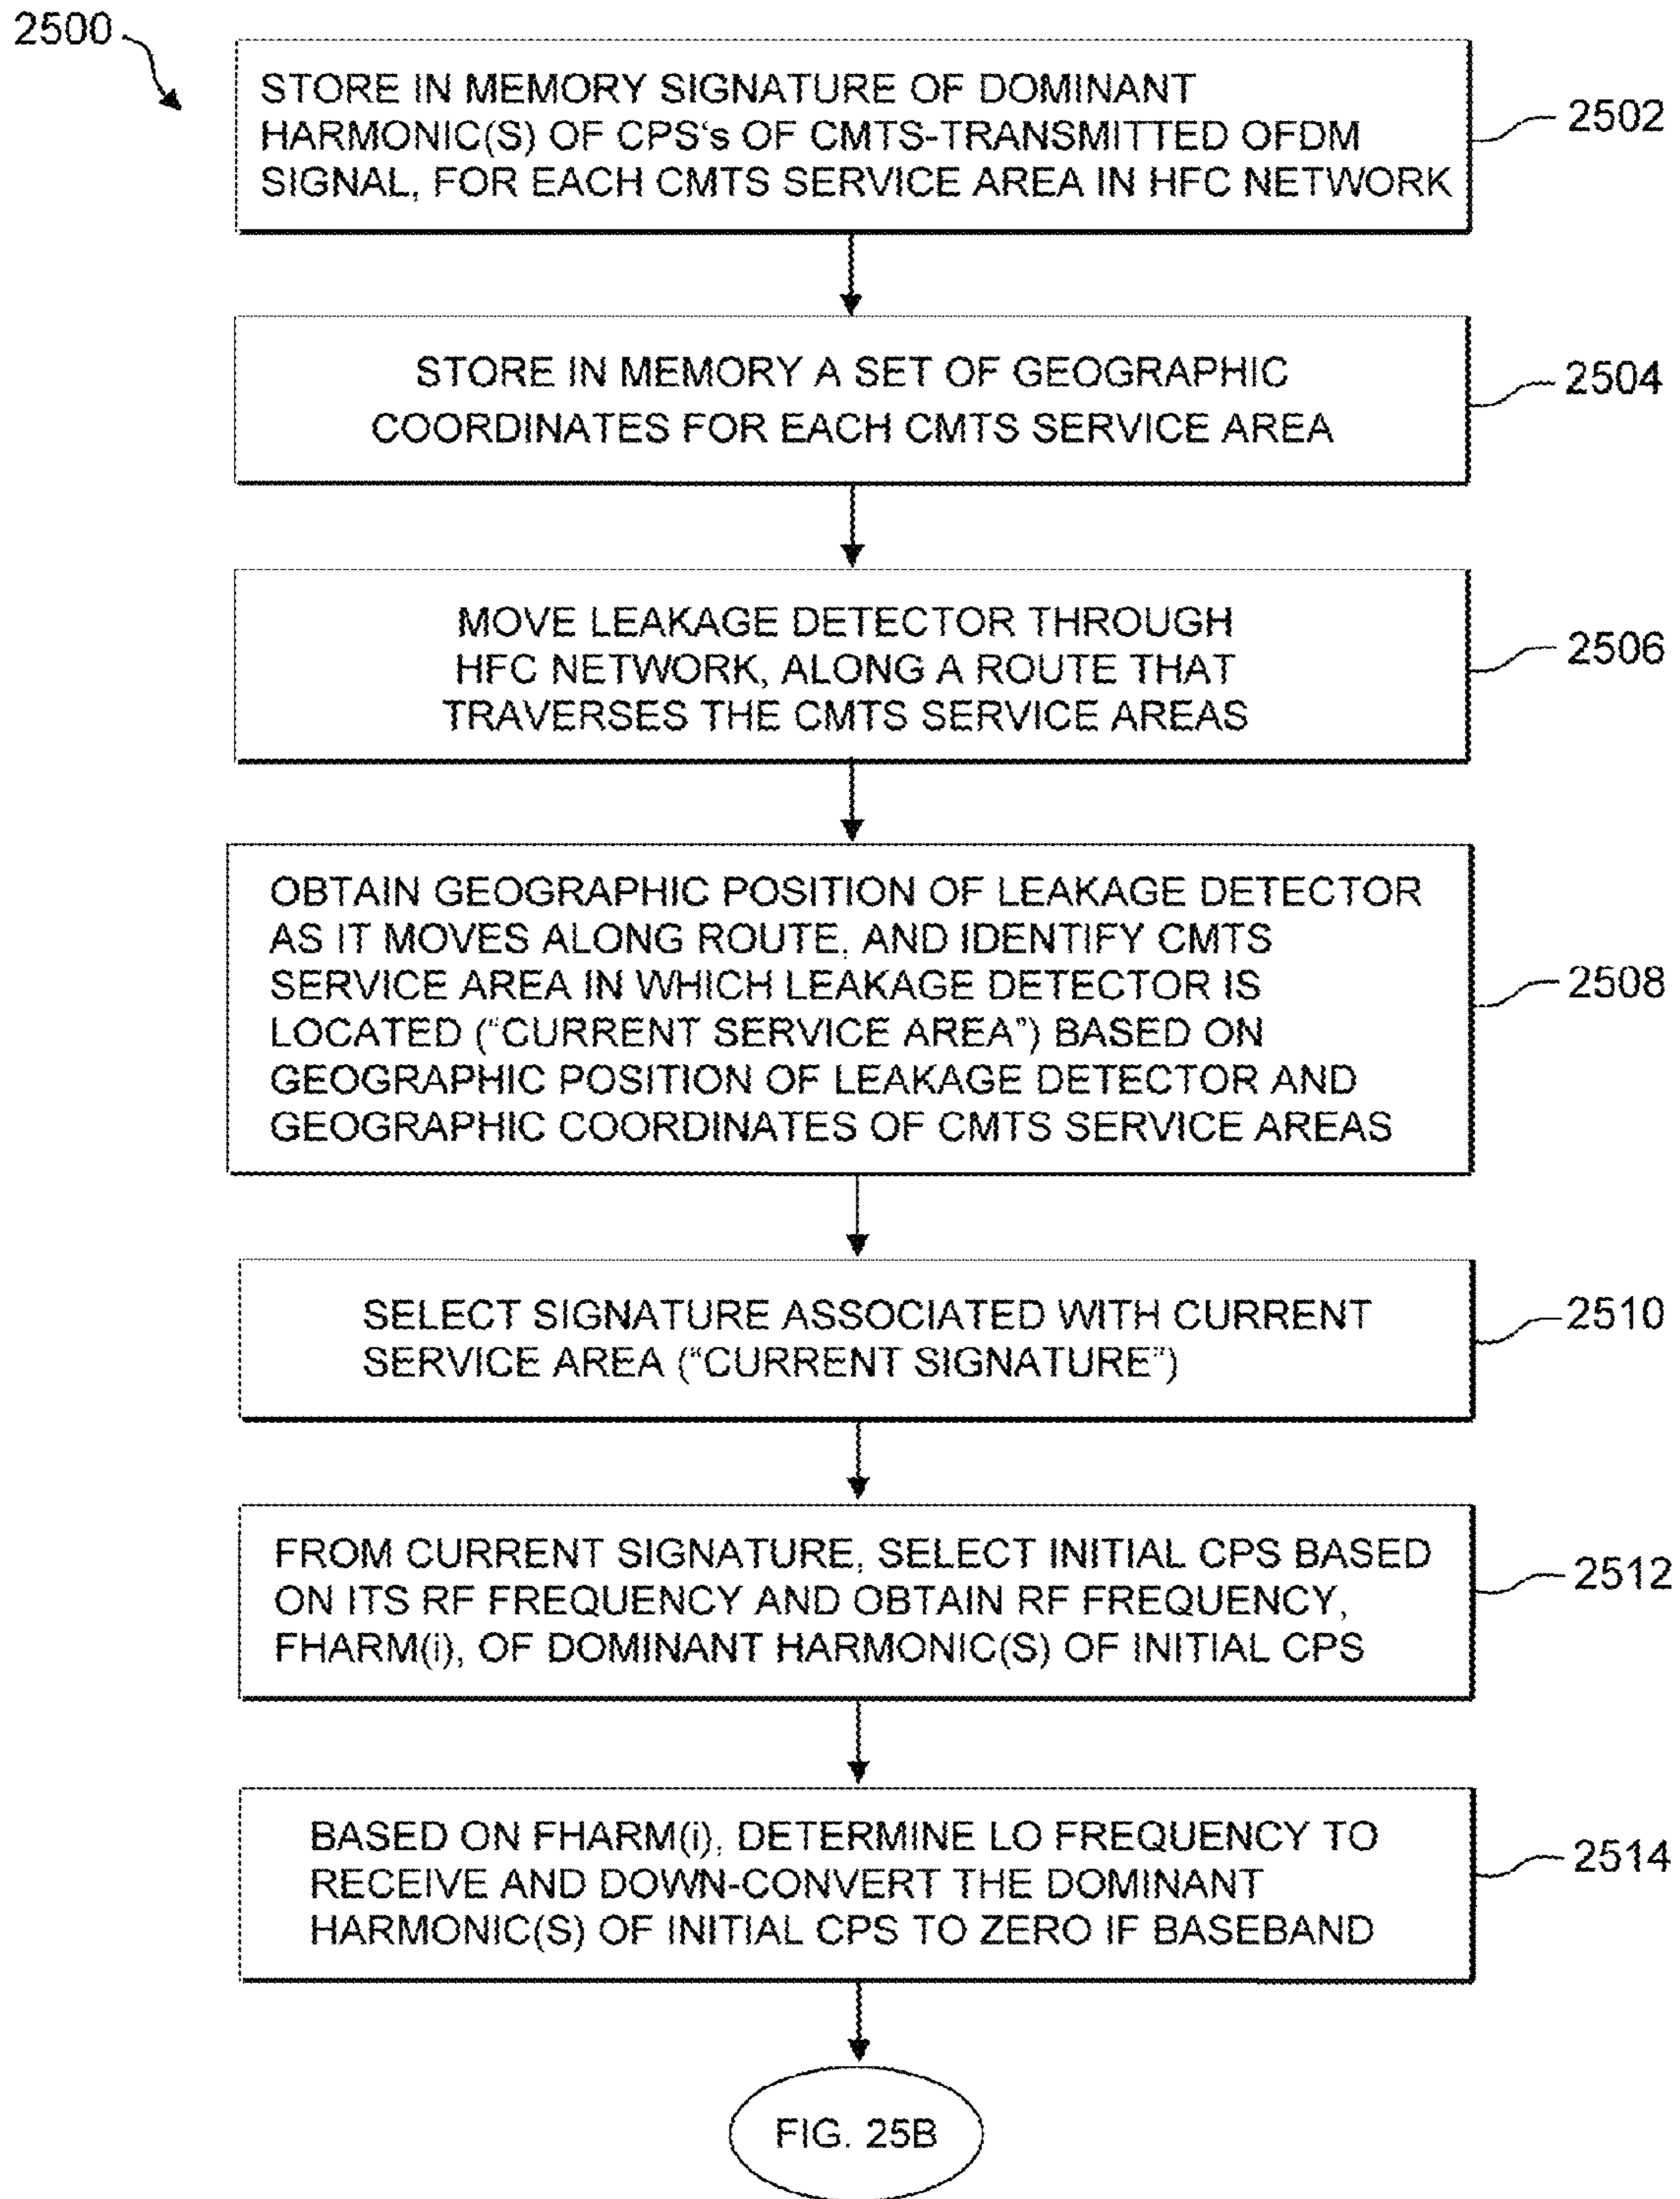 2500
STORE IN MEMORY SIGNATURE OF DOMINANT
HARMONIC(S) OF CPS's OF CMTS-TRANSMITTED OFDM
SIGNAL, FOR EACH CMTS SERVICE AREA IN HFC NETWORK
2502
STORE IN MEMORY A SET OF GEOGRAPHIC
COORDINATES FOR EACH CMTS SERVICE AREA
2504
MOVE LEAKAGE DETECTOR THROUGH
HFC NETWORK, ALONG A ROUTE THAT
TRAVERSES THE CMTS SERVICE AREAS
2506
OBTAIN GEOGRAPHIC POSITION OF LEAKAGE DETECTOR
AS IT MOVES ALONG ROUTE, AND IDENTIFY CMTS
SERVICE AREA IN WHICH LEAKAGE DETECTOR IS
LOCATED ("CURRENT SERVICE AREA") BASED ON
GEOGRAPHIC POSITION OF LEAKAGE DETECTOR AND
GEOGRAPHIC COORDINATES OF CMTS SERVICE AREAS
2508
SELECT SIGNATURE ASSOCIATED WITH CURRENT
SERVICE AREA ("CURRENT SIGNATURE")
2510
FROM CURRENT SIGNATURE, SELECT INITIAL CPS BASED
ON ITS RF FREQUENCY AND OBTAIN RF FREQUENCY,
FHARM(i), OF DOMINANT HARMONIC(S) OF INITIAL CPS
2512
BASED ON FHARM(i), DETERMINE LO FREQUENCY TO
RECEIVE AND DOWN-CONVERT THE DOMINANT
HARMONIC(S) OF INITIAL CPS TO ZERO IF BASEBAND
2514
FIG. 25B